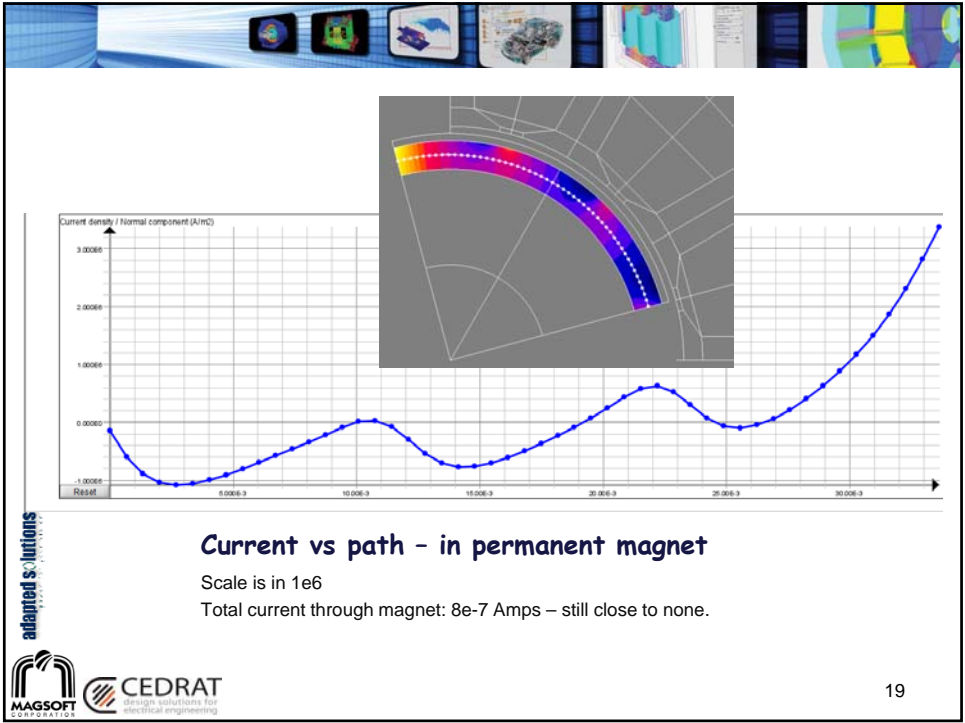 Current density / Normal component (A/m2)
3.000E6
2.000E6
1.000E6
0.000E0
-1.000E6
Reset
5.000E-3
10.00E-3
15.00E-3
20.00E-3
25.00E-3
30.00E-3
adapted solutions
Current vs path – in permanent magnet
Scale is in 1e6
Total current through magnet: 8e-7 Amps – still close to none.
MAGSOFT
CORPORATION
CEDRAT
design solutions for
electrical engineering
19